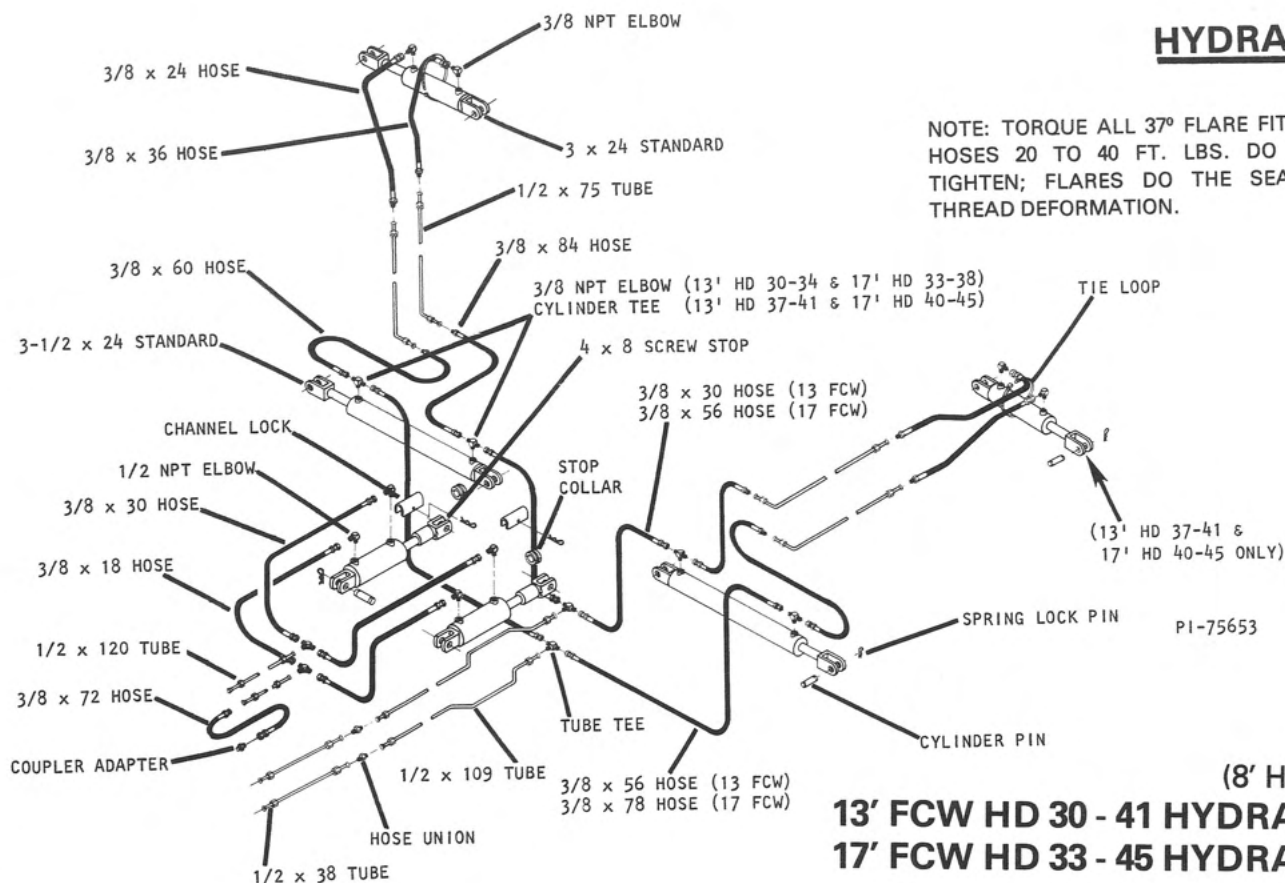 HYDRA
NOTE: TORQUE ALL 37º FLARE FIT
HOSES 20 TO 40 FT. LBS. DO
TIGHTEN; FLARES DO THE SEA
THREAD DEFORMATION.
3/8 NPT ELBOW
3/8 x 24 HOSE
3/8 x 36 HOSE
3 x 24 STANDARD
1/2 x 75 TUBE
3/8 x 84 HOSE
3/8 x 60 HOSE
3/8 NPT ELBOW (13' HD 30-34 & 17' HD 33-38)
CYLINDER TEE (13' HD 37-41 & 17' HD 40-45)
TIE LOOP
3-1/2 x 24 STANDARD
4 x 8 SCREW STOP
3/8 x 30 HOSE (13 FCW)
3/8 x 56 HOSE (17 FCW)
CHANNEL LOCK
1/2 NPT ELBOW
STOP
COLLAR
3/8 x 30 HOSE
(13' HD 37-41 &
17' HD 40-45 ONLY)
3/8 x 18 HOSE
SPRING LOCK PIN
PI-75653
1/2 x 120 TUBE
3/8 x 72 HOSE
TUBE TEE
CYLINDER PIN
COUPLER ADAPTER
1/2 x 109 TUBE
3/8 x 56 HOSE (13 FCW)
3/8 x 78 HOSE (17 FCW)
HOSE UNION
1/2 x 38 TUBE
(8' H
13' FCW HD 30 - 41 HYDRA
17' FCW HD 33 - 45 HYDRA